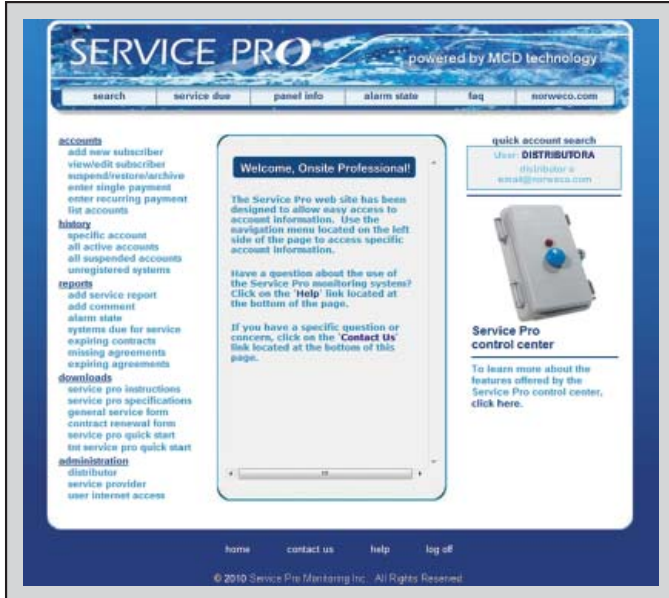 SERVICE PRO
powered by MCD technology
search service due panel info alarm state faq norweco.com
accounts
add new subscriber
view/edit subscriber
suspend/restore/archive
enter single payment
enter recurring payment
list accounts
history
specific account
all active accounts
all suspended accounts
unregistered systems
reports
add service report
add comment
alarm state
systems due for service
expiring contracts
missing agreements
expiring agreements
downloads
service pro instructions
service pro specifications
general service form
contract renewal form
service pro quick start
tnt service pro quick start
administration
distributor
service provider
user internet access
Welcome, Onsite Professional!
The Service Pro web site has been
designed to allow easy access to
account information. Use the
navigation menu located on the left
side of the page to access specific
account information.
Have a question about the use of
the Service Pro monitoring system?
Click on the 'Help' link located at
the bottom of the page.
If you have a specific question or
concern, click on the 'Contact Us'
link located at the bottom of this
page.
quick account search
User: DISTRIBUTORA
distributor a
email@norweco.com
Service Pro
control center
To learn more about the
features offered by the
Service Pro control center,
click here.
home contact us help log off
© 2010 Service Pro Monitoring Inc. All Rights Reserved